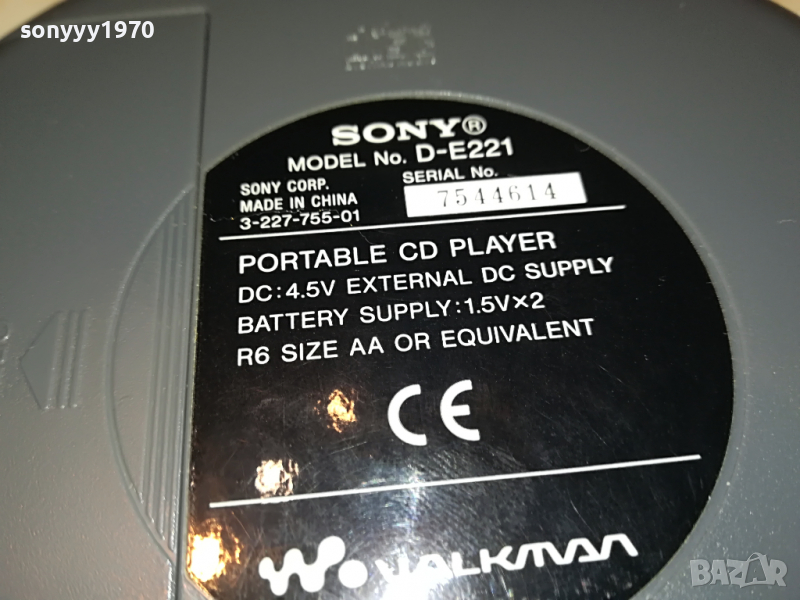 sonyyy1970
SONY®
MODEL No. D-E221
SONY CORP.
MADE IN CHINA
3-227-755-01
SERIAL No.
7544614
PORTABLE CD PLAYER
DC:4.5V EXTERNAL DC SUPPLY
BATTERY SUPPLY:1.5V×2
R6 SIZE AA OR EQUIVALENT
CE
WALKMAN
BAZAR